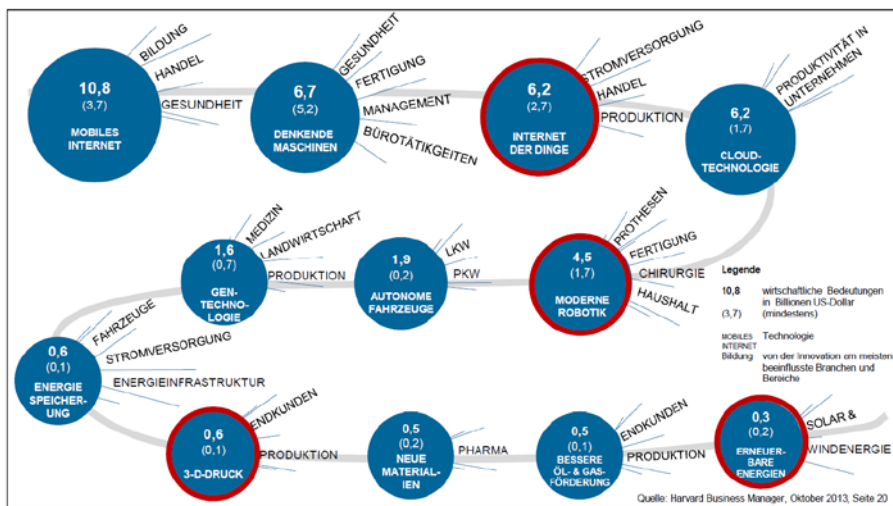 10,8
(3,7)
MOBILES
INTERNET
BILDUNG
HANDEL
GESUNDHEIT
6,7
(5,2)
DENKENDE
MASCHINEN
GESUNDHEIT
FERTIGUNG
MANAGEMENT
BÜROTÄTIGKEITEN
6,2
(2,7)
INTERNET
DER DINGE
STROMVERSORGUNG
HANDEL
PRODUKTION
6,2
(1,7)
CLOUD-
TECHNOLOGIE
PRODUKTIVITÄT IN
UNTERNEHMEN
1,6
(0,7)
GEN-
TECHNOLO-
GIE
MEDIZIN
LANDWIRTSCHAFT
PRODUKTION
1,9
(0,2)
AUTONOME
FAHRZEUGE
LKW
PKW
4,5
(1,7)
MODERNE
ROBOTIK
PROTHESEN
FERTIGUNG
CHIRURGIE
HAUSHALT
Legende
10,8 wirtschaftliche Bedeutungen
in Billionen US-Dollar
(3,7) (mindestens)
MOBILES Technologie
INTERNET
Bildung von der Innovation am meisten
beeinflusste Branchen und
Bereiche
0,6
(0,1)
ENERGIE
SPEICHER-
UNG
FAHRZEUGE
STROMVERSORGUNG
ENERGIEINFRASTRUKTUR
0,6
(0,1)
3-D-DRUCK
ENDKUNDEN
PRODUKTION
0,5
(0,2)
NEUE
MATERIAL-
IEN
PHARMA
0,5
(0,1)
BESSERE
ÖL- & GAS-
FÖRDERUNG
ENDKUNDEN
PRODUKTION
0,3
(0,2)
ERNEUER-
BARE
ENERGIEN
SOLAR &
WINDENERGIE
Quelle: Harvard Business Manager, Oktober 2013, Seite 20